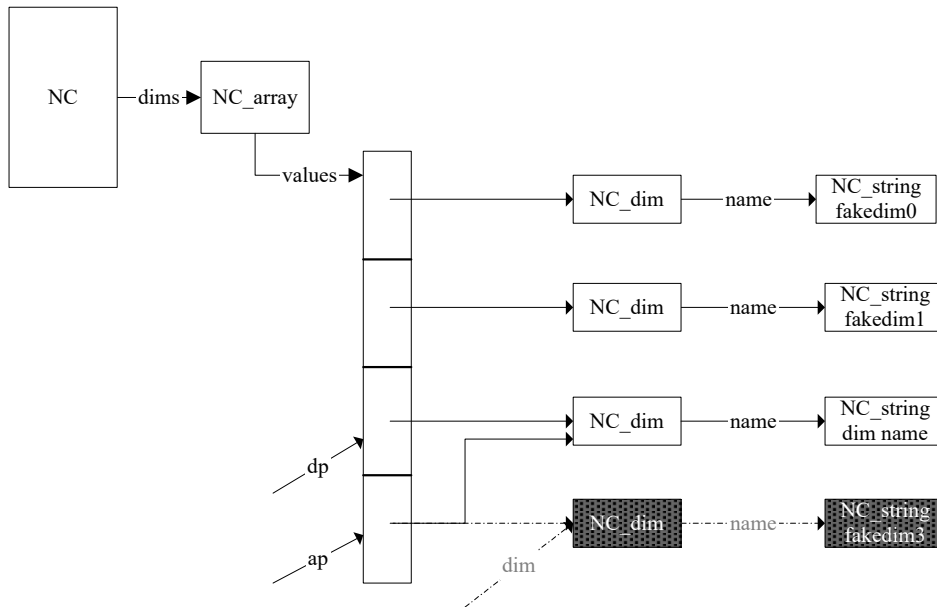 NC
dims
NC_array
values
NC_dim
name
NC_string
fakedim0
NC_dim
name
NC_string
fakedim1
NC_dim
name
NC_string
dim name
dp
NC_dim
name
NC_string
fakedim3
ap
dim